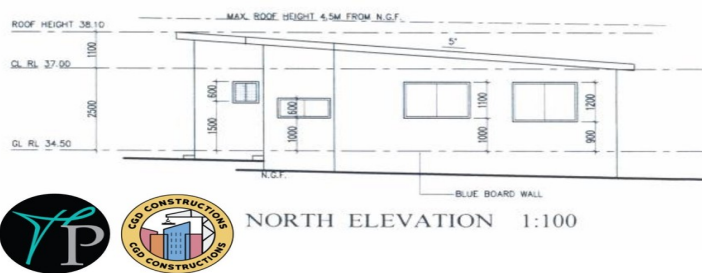 MAX. ROOF HEIGHT 4.5M FROM N.G.F.
ROOF HEIGHT 38.10
5°
1100
CL RL 37.00
600
1100
1200
2500
600
1500
1000
1000
900
GL RL 34.50
N.G.F.
BLUE BOARD WALL
NORTH ELEVATION 1:100
P
CGD CONSTRUCTIONS
CGD CONSTRUCTIONS